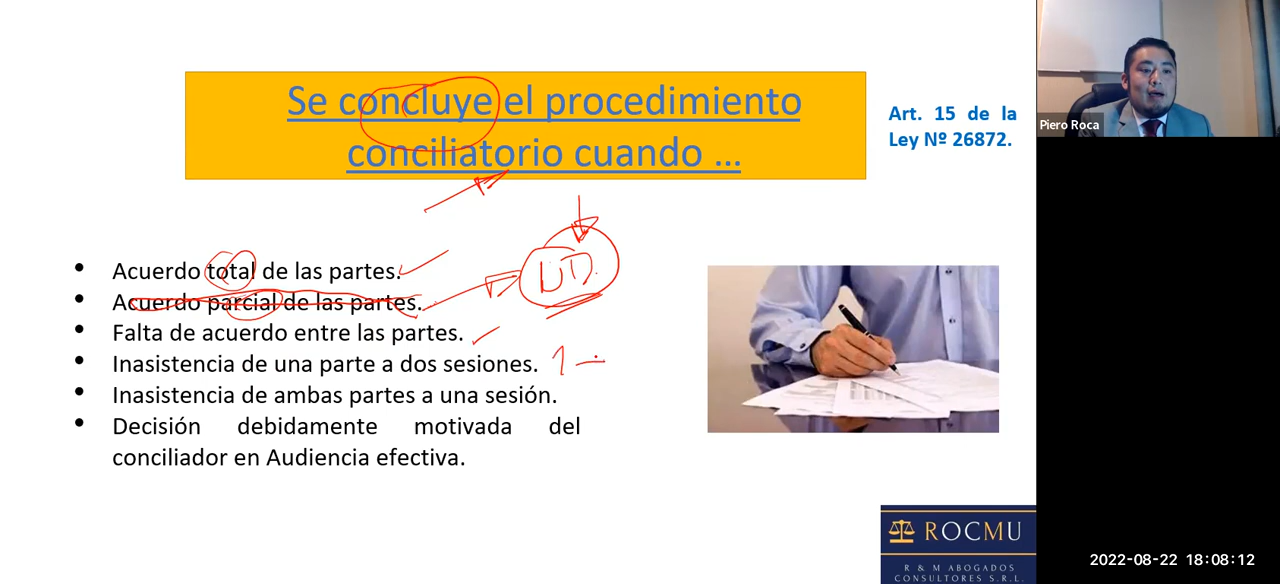 Se concluye el procedimiento
conciliatorio cuando ...
Art. 15 de la
Ley Nº 26872.
Piero Roca
• Acuerdo total de las partes.
• Acuerdo parcial de las partes.
• Falta de acuerdo entre las partes.
• Inasistencia de una parte a dos sesiones.
• Inasistencia de ambas partes a una sesión.
• Decisión debidamente motivada del
conciliador en Audiencia efectiva.
ROCMU
R & M ABOGADOS
CONSULTORES S.R.L.
2022-08-22 18:08:12